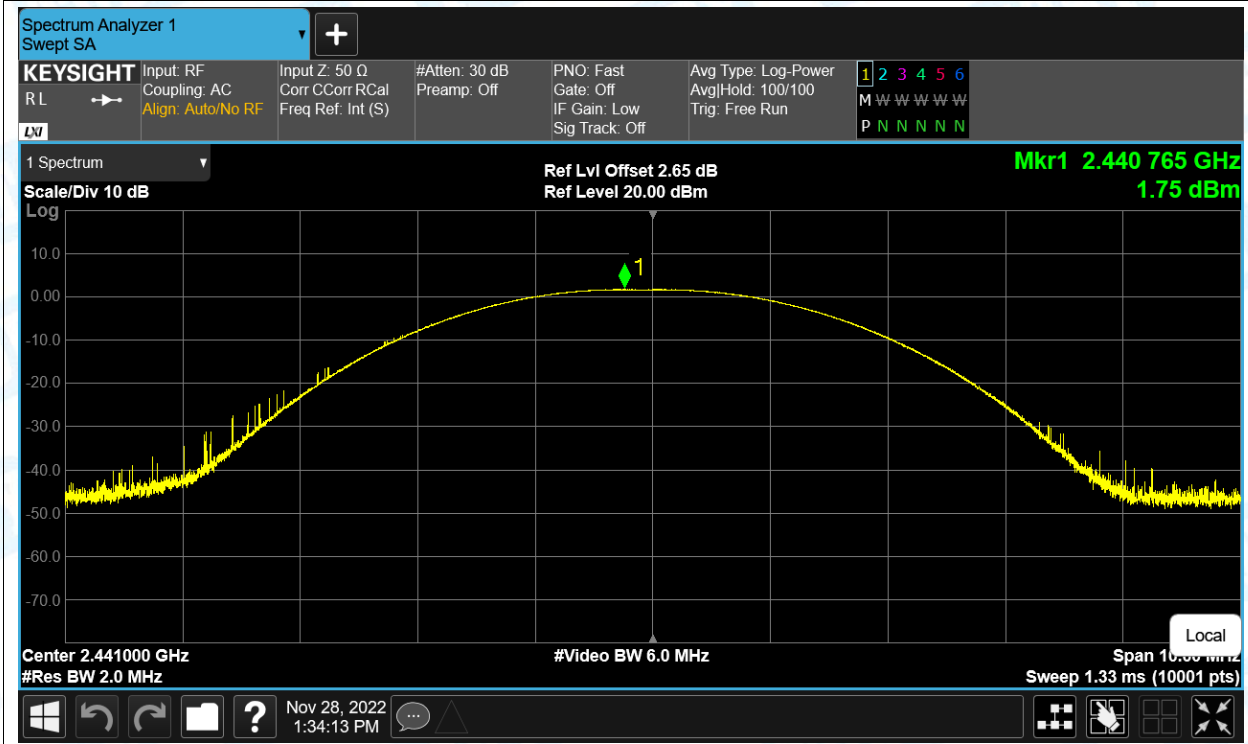 Spectrum Analyzer 1
Swept SA
KEYSIGHT
R L
LXI
Input: RF
Coupling: AC
Align: Auto/No RF
Input Z: 50 Ω
Corr CCorr RCal
Freq Ref: Int (S)
#Atten: 30 dB
Preamp: Off
PNO: Fast
Gate: Off
IF Gain: Low
Sig Track: Off
Avg Type: Log-Power
Avg|Hold: 100/100
Trig: Free Run
1 2 3 4 5 6
M W W W W W W
P N N N N N N
1 Spectrum
Scale/Div 10 dB
Log
Ref Lvl Offset 2.65 dB
Ref Level 20.00 dBm
Mkr1 2.440 765 GHz
1.75 dBm
1
10.0
0.00
-10.0
-20.0
-30.0
-40.0
-50.0
-60.0
-70.0
Local
Center 2.441000 GHz
#Video BW 6.0 MHz
Span 10.00 MHz
#Res BW 2.0 MHz
Sweep 1.33 ms (10001 pts)
?
Nov 28, 2022
1:34:13 PM